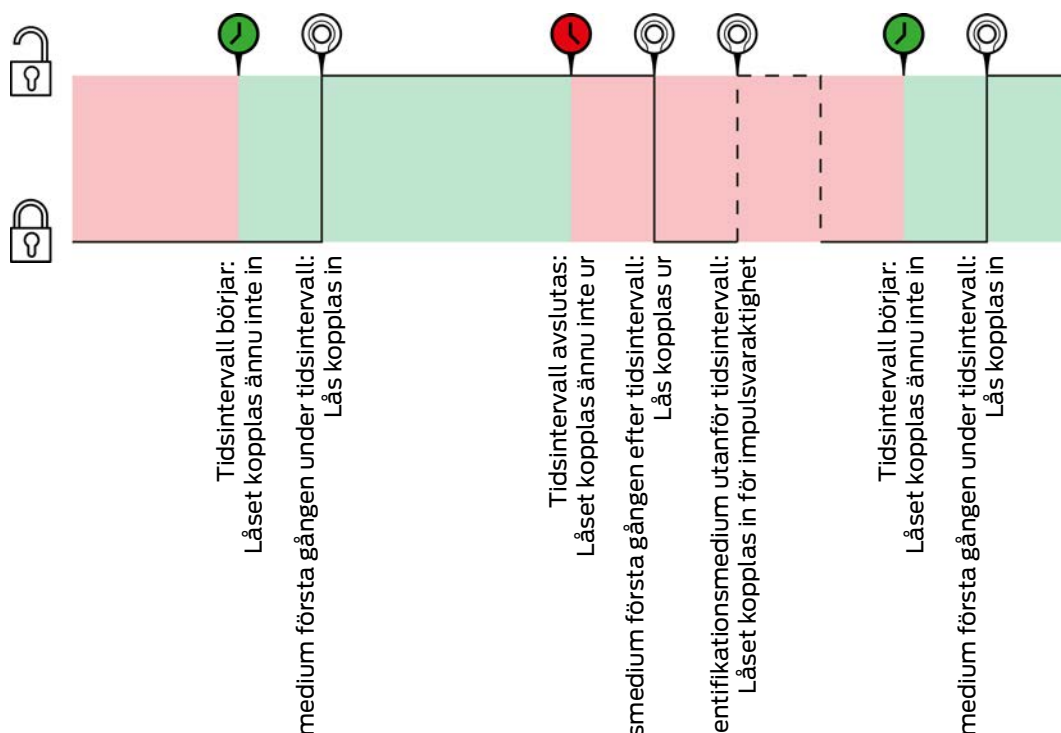 Tidsintervall börjar:
Låset kopplas ännu inte in
medium första gången under tidsintervall:
Lås kopplas in
Tidsintervall avslutas:
Låset kopplas ännu inte ur
smedium första gången efter tidsintervall:
Lås kopplas ur
entifikationsmedium utanför tidsintervall:
Låset kopplas in för impulsvaraktighet
Tidsintervall börjar:
Låset kopplas ännu inte in
medium första gången under tidsintervall:
Lås kopplas in